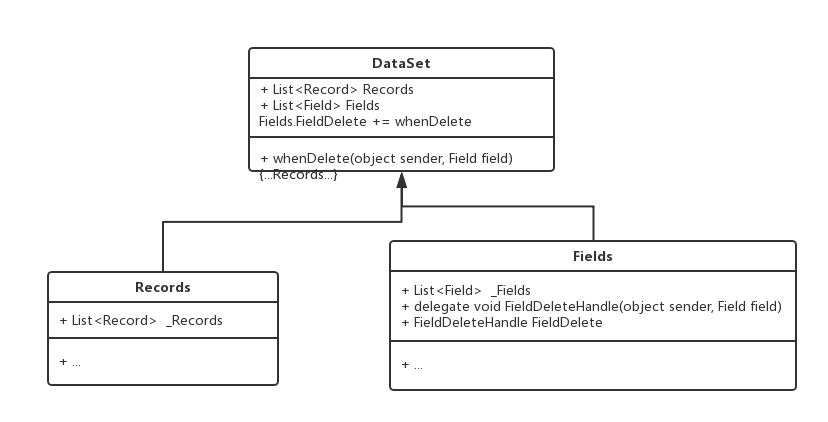 DataSet
+ List<Record> Records
+ List<Field> Fields
Fields.FieldDelete += whenDelete
+ whenDelete(object sender, Field field)
{...Records...}
Records
+ List<Record> _Records
+ ...
Fields
+ List<Field> _Fields
+ delegate void FieldDeleteHandle(object sender, Field field)
+ FieldDeleteHandle FieldDelete
+ ...